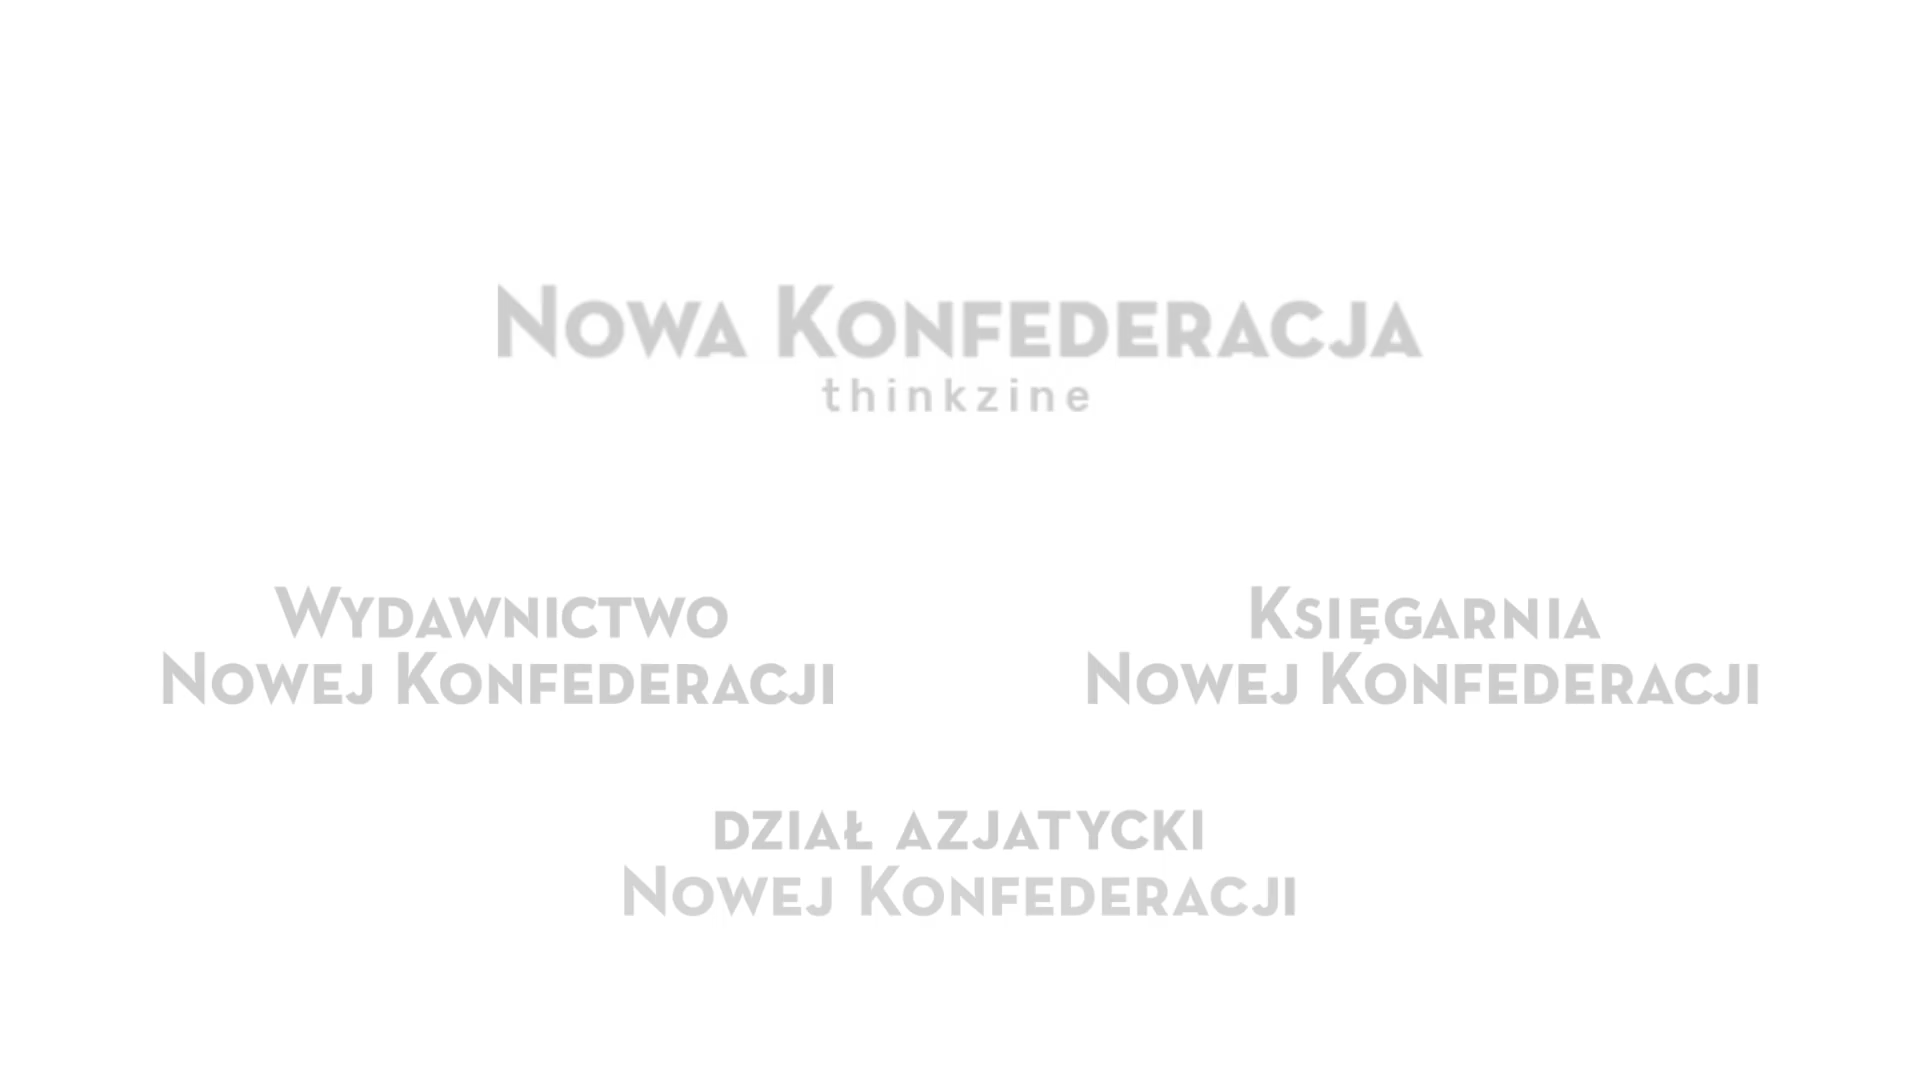 Nowa Konfederacja
thinkzine
Wydawnictwo
Nowej Konfederacji
Księgarnia
Nowej Konfederacji
dział azjatycki
Nowej Konfederacji